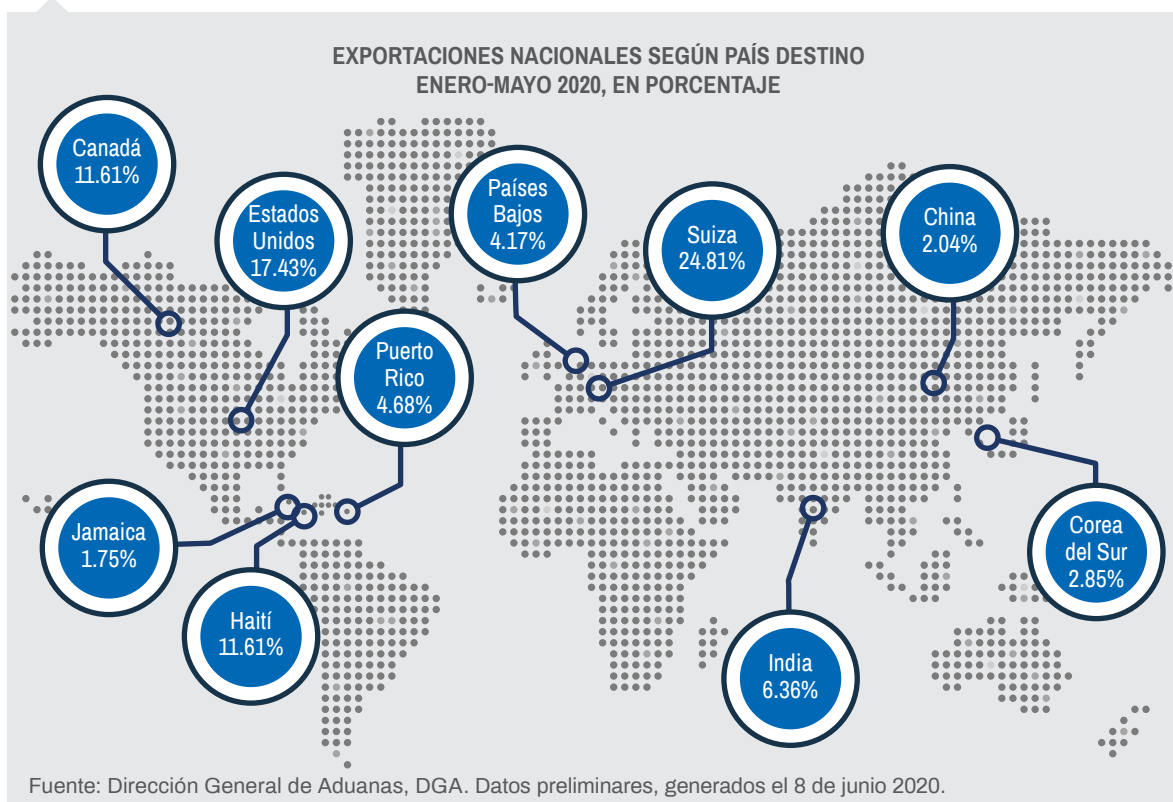 EXPORTACIONES NACIONALES SEGÚN PAÍS DESTINO
ENERO-MAYO 2020, EN PORCENTAJE
Canadá
11.61%
Estados
Unidos
17.43%
Países
Bajos
4.17%
Suiza
24.81%
China
2.04%
Puerto
Rico
4.68%
Jamaica
1.75%
Haití
11.61%
India
6.36%
Corea
del Sur
2.85%
Fuente: Dirección General de Aduanas, DGA. Datos preliminares, generados el 8 de junio 2020.